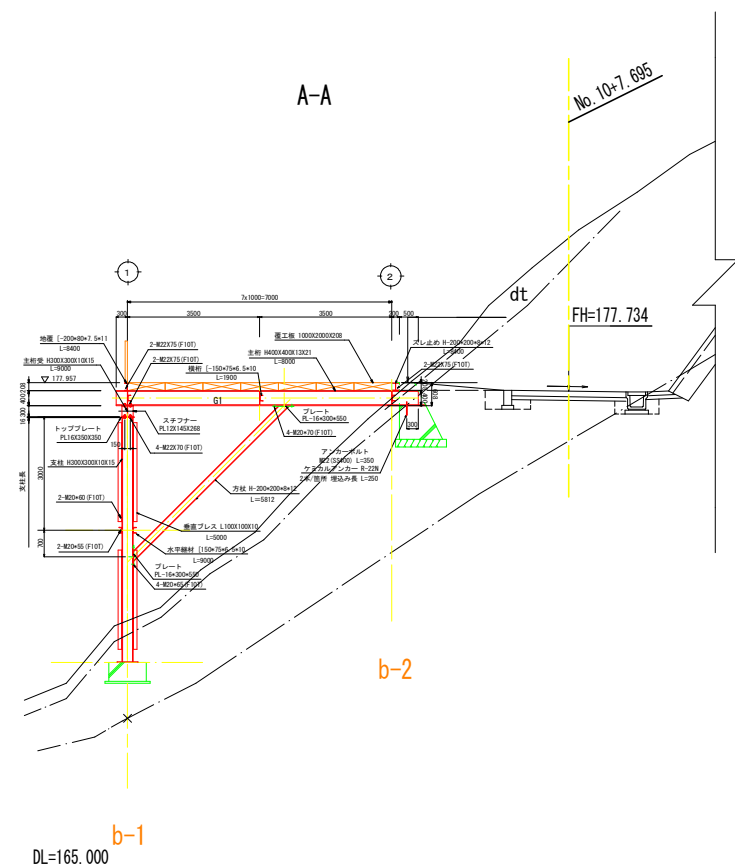 A-A
No.10+7.695
1
2
dt
7x1000=7000
FH=177.734
300
3500
3500
200
500
地覆 [-200*80*7.5*11
L=8400
2-M22X75(F10T)
覆工板 1000X2000X208
ズレ止め H-200*200*8*12
L=8400
主桁受 H300X300X10X15
L=9000
2-M22X75(F10T)
主桁 H400X400X13X21
L=8000
2-M22X75(F10T)
横桁 [-150*75*6.5*10
L=1900
177.957
208
400
300
16
G1
808
プレート
PL-16*300*550
スチフナー
PL12X145X268
4-M20*70(F10T)
トップブレート
PL16X350X350
300
150
4-M22X70(F10T)
アンカーボルト
L=350
ケミカルアンカー R-22N
2本/箇所 埋込み長 L=250
支柱 H300X300X10X15
支柱長
3000
方杖 H-200*200*8*12
L=5812
2-M20*60(F10T)
垂直ブレス L100X100X10
L=5000
2-M20*55(F10T)
700
水平継材 [150*75*6.5*10
L=9000
プレート
PL-16*300*550
4-M20*65(F10T)
b-2
b-1
DL=165.000